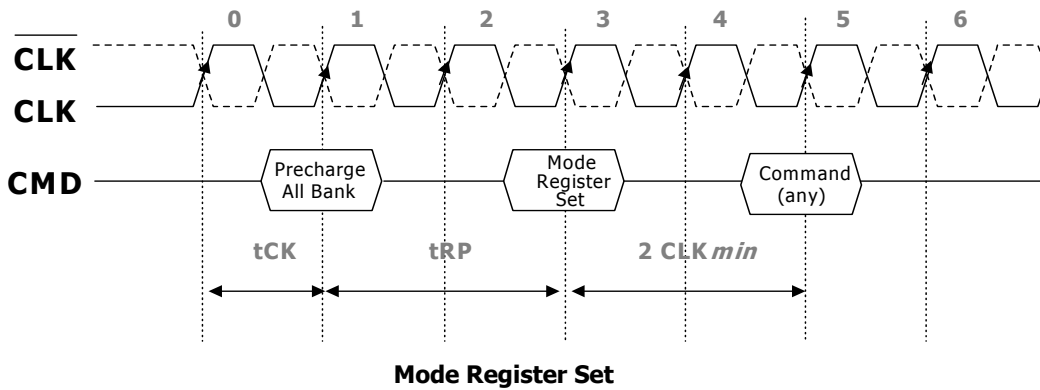 0 1 2 3 4 5 6
CLK
CLK
CMD
Precharge
All Bank
Mode
Register
Set
Command
(any)
tCK tRP 2 CLK min
Mode Register Set